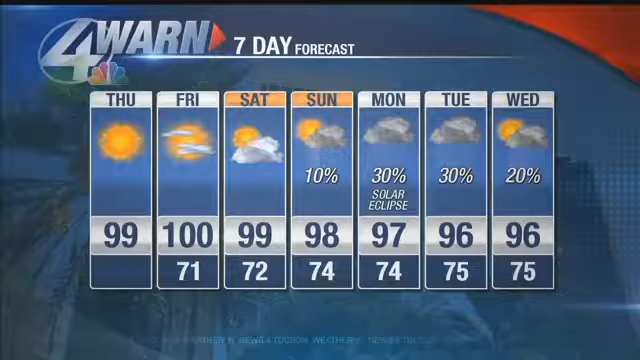 4WARN 7 DAY FORECAST
THU FRI SAT SUN MON TUE WED
10% 30% 30% 20%
SOLAR
ECLIPSE
99 100 99 98 97 96 96
71 72 74 74 75 75